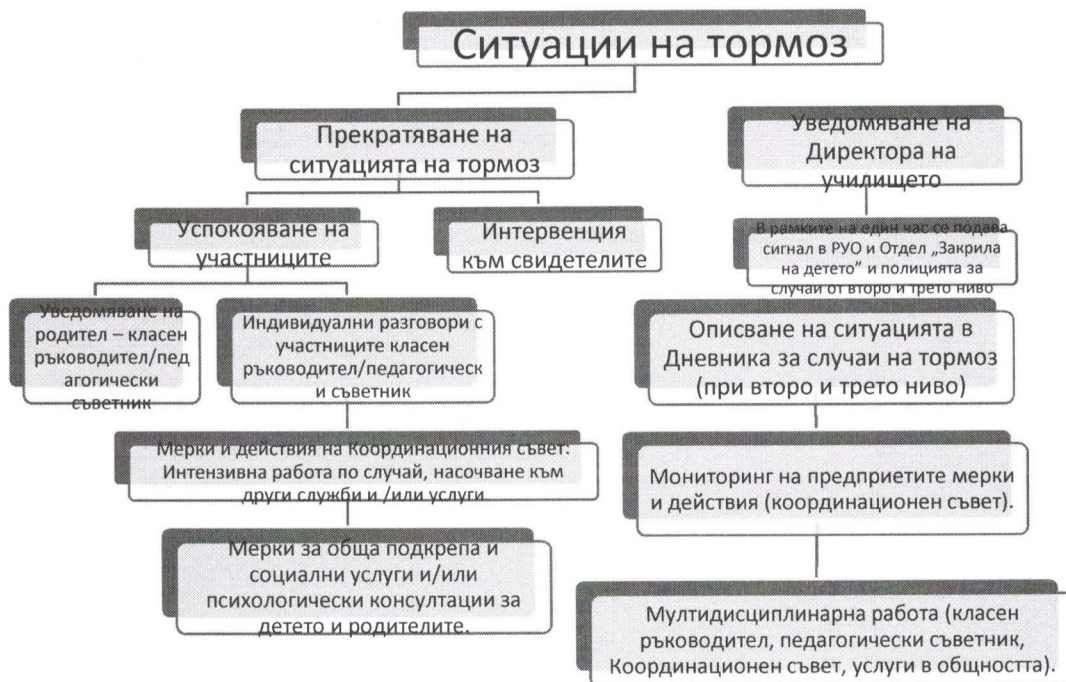 Ситуации на тормоз
Прекратяване на
ситуацията на тормоз
Уведомяване на
Директора на
училището
Успокояване на
участниците
Интервенция
към свидетелите
В рамките на един час се подава
сигнал в РУО и Отдел „Закрила
на детето” и полицията за
случаи от второ и трето ниво
Уведомяване на
родител – класен
ръководител/пед
агогически
съветник
Индивидуални разговори с
участниците класен
ръководител/педагогическ
и съветник
Описване на ситуацията в
Дневника за случаи на тормоз
(при второ и трето ниво)
Мерки и действия на Координационния съвет:
Интензивна работа по случай, насочване към
други служби и /или услуги
Мониторинг на предприетите мерки
и действия (координационен съвет).
Мерки за обща подкрепа и
социални услуги и/или
психологически консултации за
детето и родителите.
Мултидисциплинарна работа (класен
ръководител, педагогически съветник,
Координационен съвет, услуги в общността).